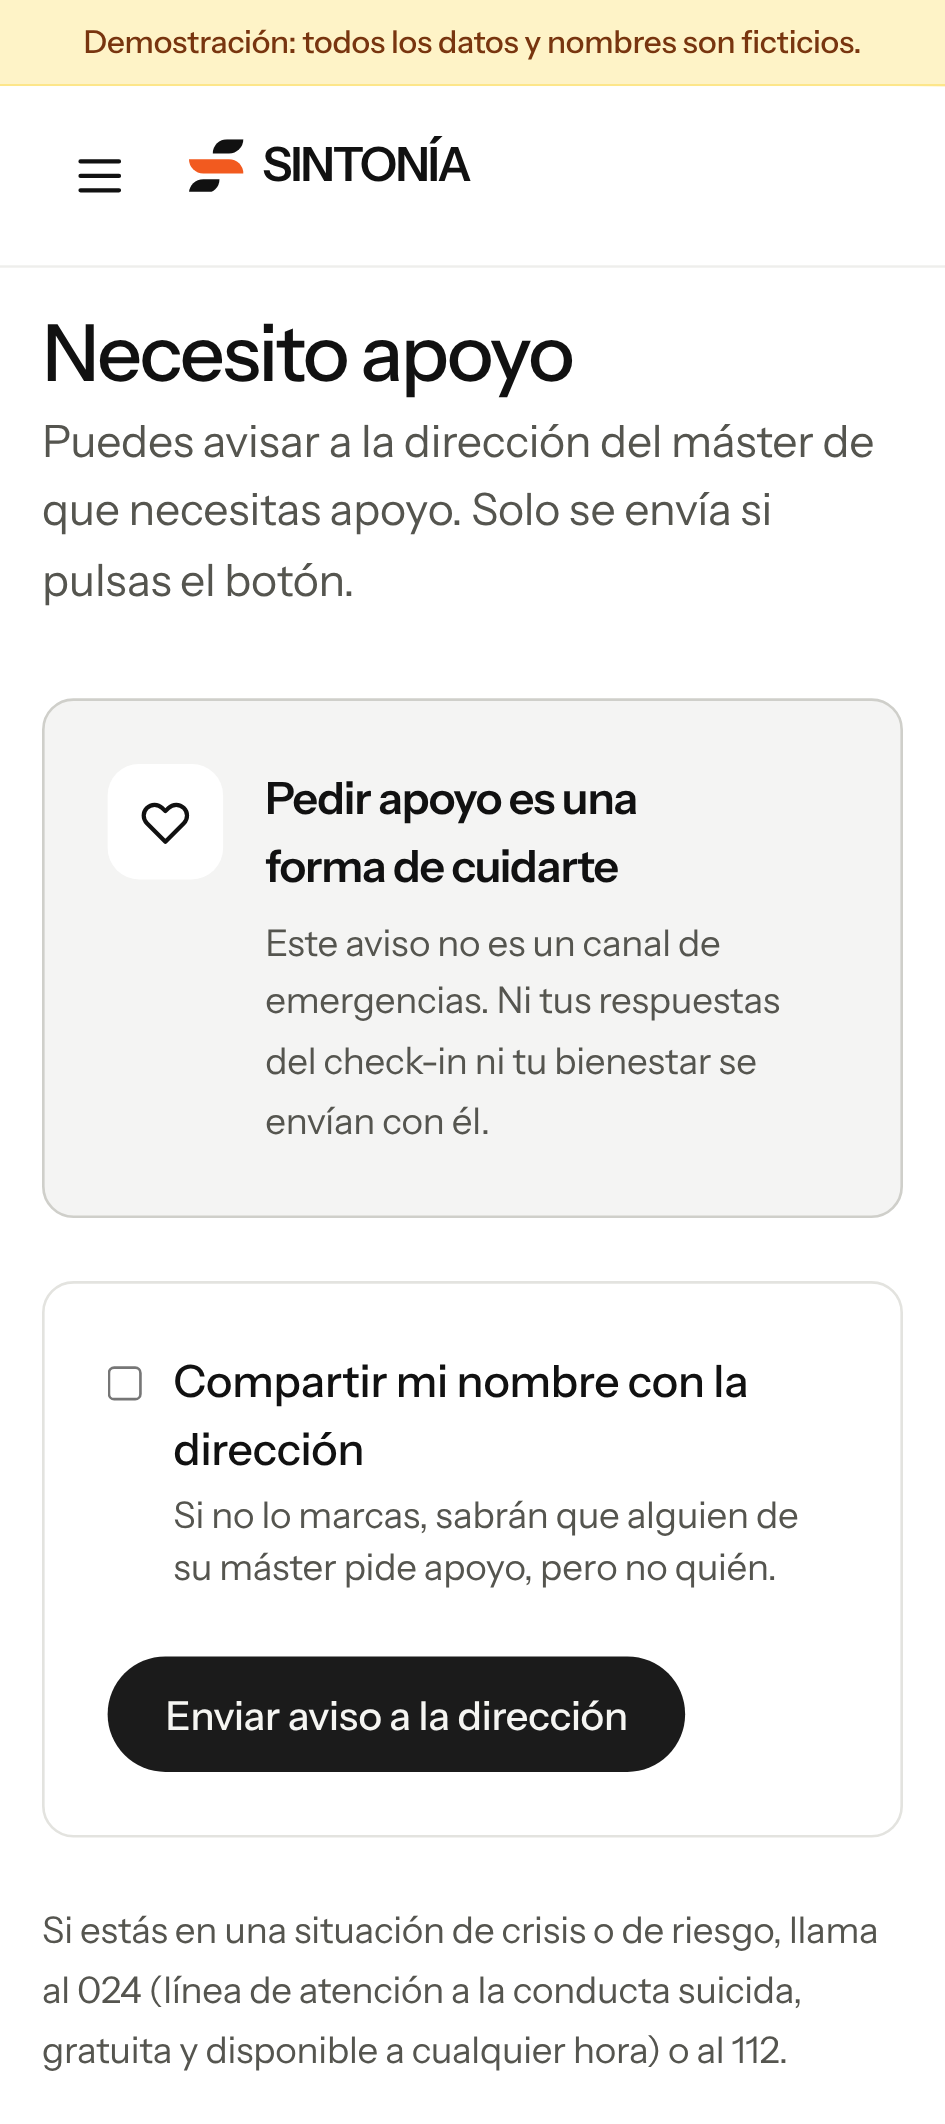 Demostración: todos los datos y nombres son ficticios.
SINTONÍA
Necesito apoyo
Puedes avisar a la dirección del máster de
que necesitas apoyo. Solo se envía si
pulsas el botón.
Pedir apoyo es una
forma de cuidarte
Este aviso no es un canal de
emergencias. Ni tus respuestas
del check-in ni tu bienestar se
envían con él.
Compartir mi nombre con la
dirección
Si no lo marcas, sabrán que alguien de
su máster pide apoyo, pero no quién.
Enviar aviso a la dirección
Si estás en una situación de crisis o de riesgo, llama
al 024 (línea de atención a la conducta suicida,
gratuita y disponible a cualquier hora) o al 112.